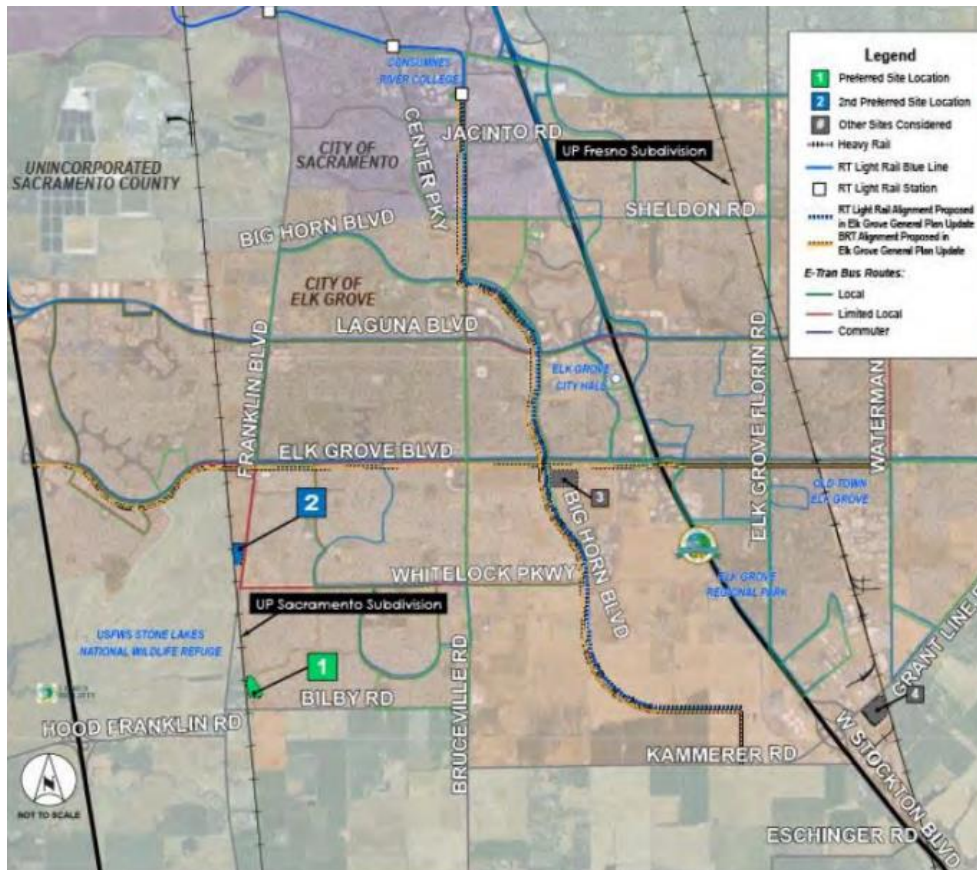 CONSUMNES
RIVER COLLEGE
CENTER PKY
JACINTO RD
CITY OF
SACRAMENTO
UNINCORPORATED
SACRAMENTO COUNTY
UP Fresno Subdivision
SHELDON RD
BIG HORN BLVD
CITY OF
ELK GROVE
LAGUNA BLVD
FRANKLIN BLVD
ELK GROVE
CITY HALL
ELK GROVE FLORIN RD
WATERMAN
Legend
1 Preferred Site Location
2 2nd Preferred Site Location
# Other Sites Considered
Heavy Rail
RT Light Rail Blue Line
RT Light Rail Station
RT Light Rail Alignment Proposed
in Elk Grove General Plan Update
BRT Alignment Proposed in
Elk Grove General Plan Update
E-Tran Bus Routes:
Local
Limited Local
Commuter
ELK GROVE BLVD
2
3
BIG HORN BLVD
OLD TOWN
ELK GROVE
WHITELOCK PKWY
ELK GROVE
REGIONAL PARK
UP Sacramento Subdivision
USFWS STONE LAKES
NATIONAL WILDLIFE REFUGE
1
BILBY RD
HOOD FRANKLIN RD
BRUCEVILLE RD
GRANT LINE
4
KAMMERER RD
W STOCKTON BLVD
ESCHINGER RD
NOT TO SCALE